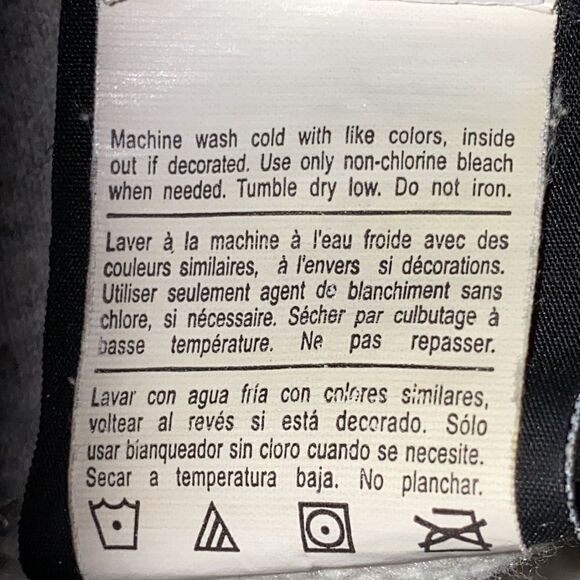 Machine wash cold with like colors, inside
out if decorated. Use only non-chlorine bleach
when needed. Tumble dry low. Do not iron.
Laver à la machine à l'eau froide avec des
couleurs similaires, à l'envers si décorations.
Utiliser seulement agent de blanchiment sans
chlore, si nécessaire. Sécher par culbutage à
basse température. Ne pas repasser.
Lavar con agua fría con colores similares,
voltear al revés si está decorado. Sólo
usar blanqueador sin cloro cuando se necesite.
Secar a temperatura baja. No planchar.